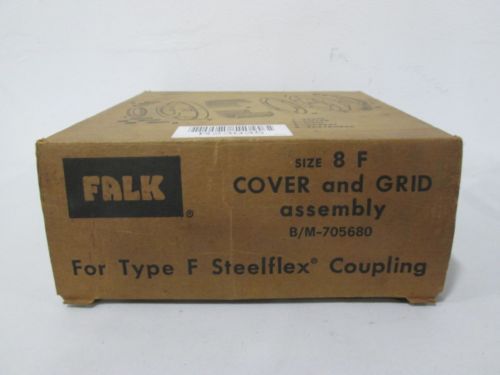 FALK®
SIZE 8 F
COVER and GRID
assembly
B/M-705680
For Type F Steelflex® Coupling